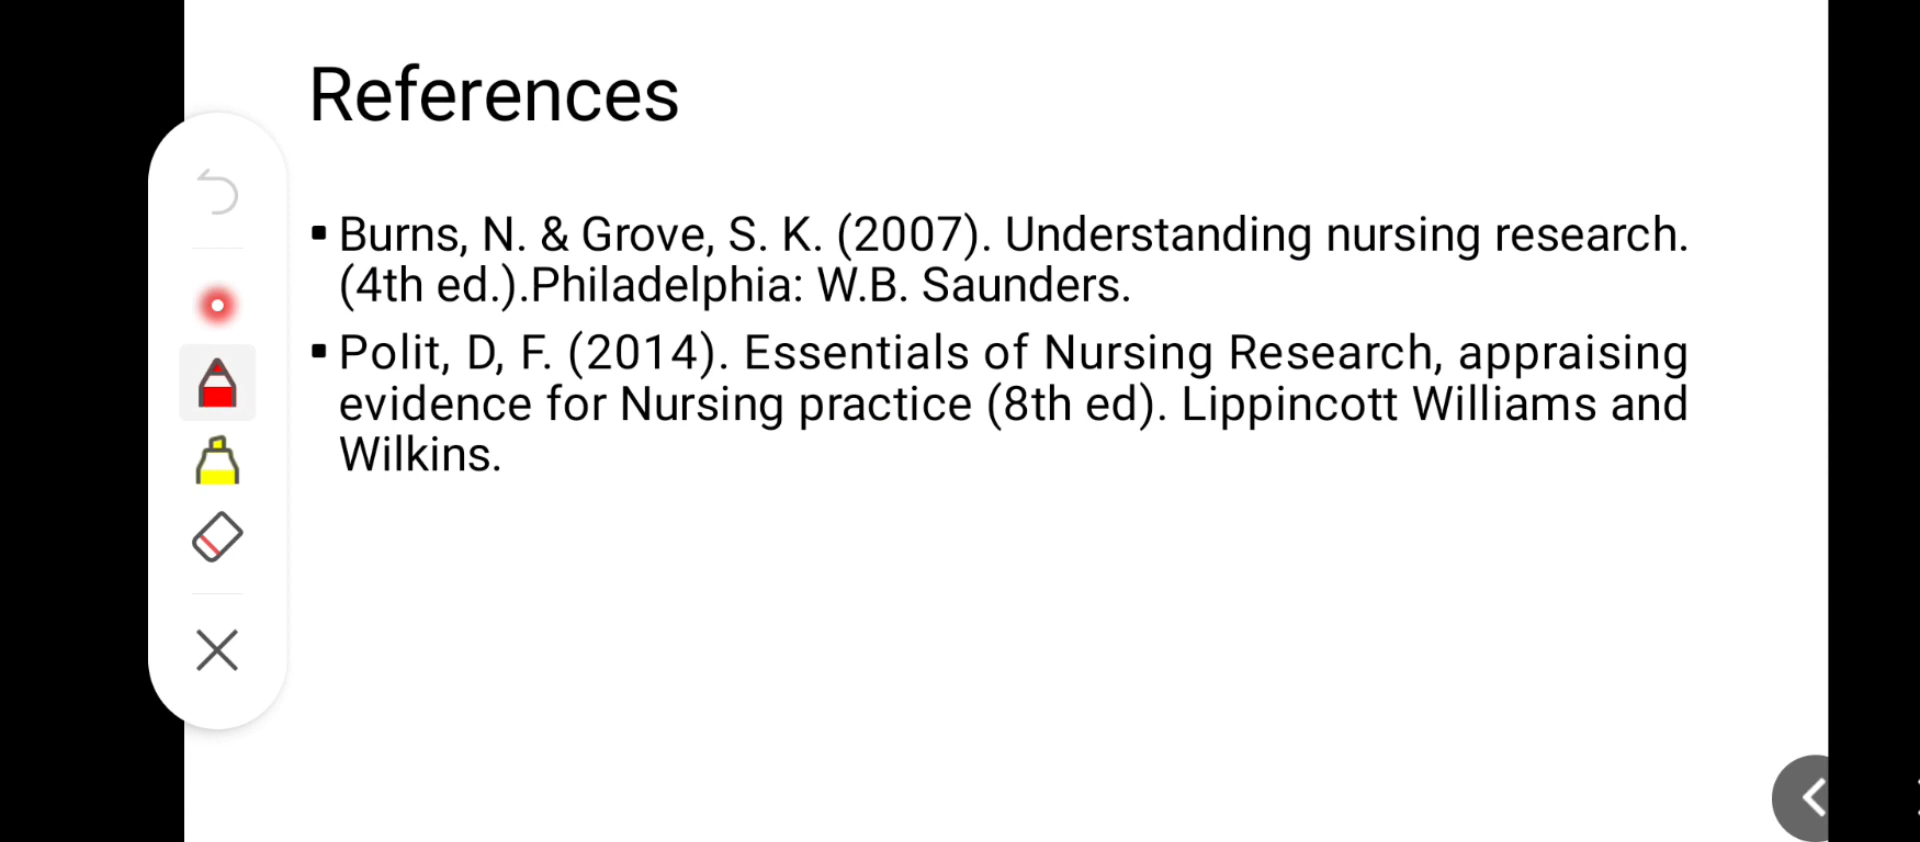 References
▪ Burns, N. & Grove, S. K. (2007). Understanding nursing research.
(4th ed.).Philadelphia: W.B. Saunders.
▪ Polit, D, F. (2014). Essentials of Nursing Research, appraising
evidence for Nursing practice (8th ed). Lippincott Williams and
Wilkins.